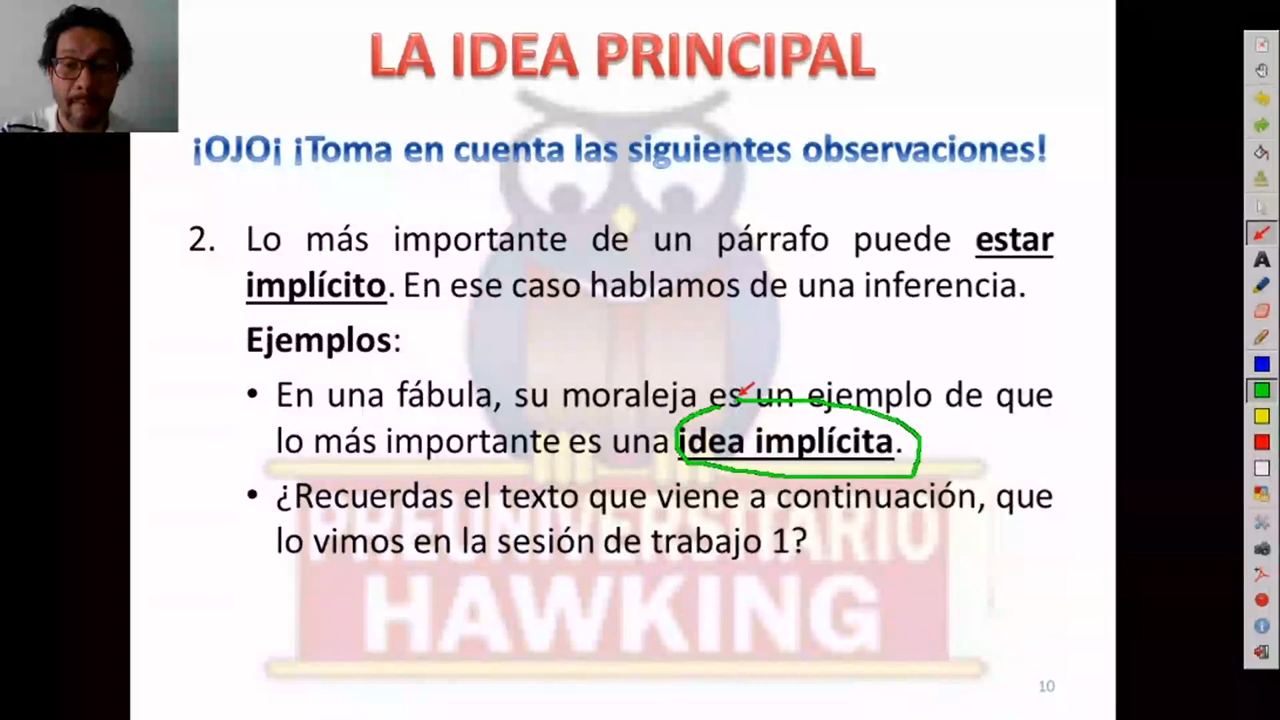 LA IDEA PRINCIPAL
¡OJO¡ ¡Toma en cuenta las siguientes observaciones!
2. Lo más importante de un párrafo puede estar
implícito. En ese caso hablamos de una inferencia.
Ejemplos:
• En una fábula, su moraleja es un ejemplo de que
lo más importante es una idea implícita.
• ¿Recuerdas el texto que viene a continuación, que
lo vimos en la sesión de trabajo 1?
PREUNIVERSITARIO
HAWKING
10